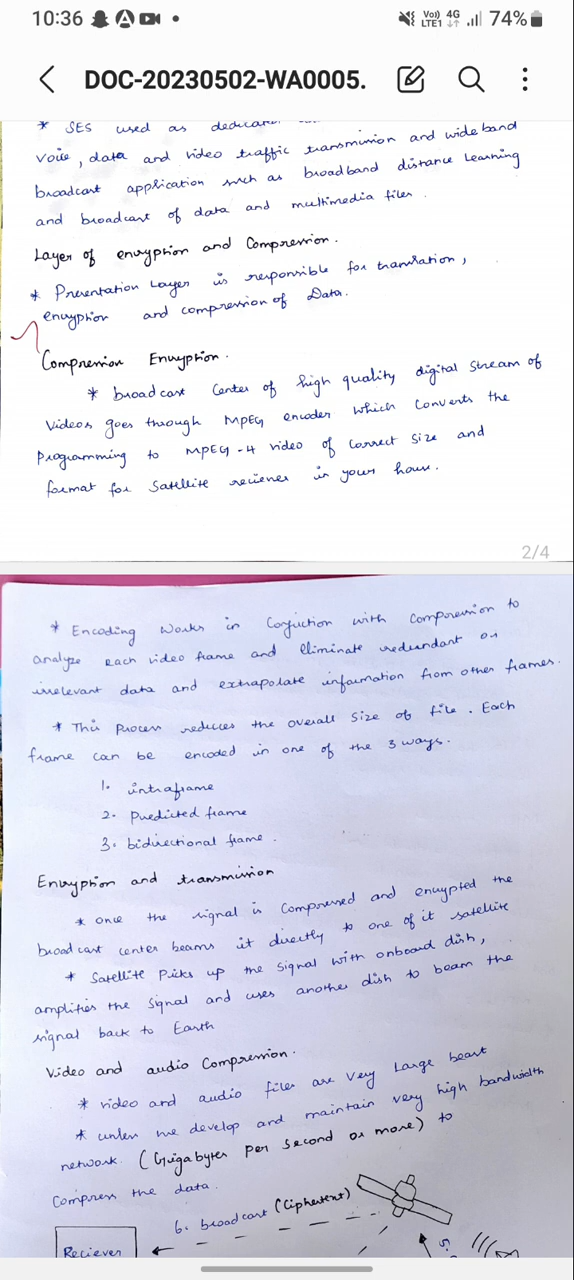 10:36
Vo)) 4G
LTE1
74%
DOC-20230502-WA0005.
* SES used as
voice, data and video traffic transmission and wideband
broadcast application such as broadband distance learning
and broadcast of data and multimedia files.
Layer of encryption and Compression.
* Presentation Layer is responsible for translation,
encryption and compression of Data.
Compression Encryption.
* broadcast Center of high quality digital stream of
Videos goes through MPEG encoder which converts the
Programming to MPEG-4 video of correct size and
format for Satellite reciever in your house.
2/4
* Encoding works in Conjuction with compression to
analyze each video frame and eliminate redundant or
irrelevant data and extrapolate information from other frames.
* This process reduces the overall size of file. Each
frame can be encoded in one of the 3 ways.
1. intraframe
2. Predicted frame
3. bidirectional frame.
Encryption and transmission
* once the signal is compressed and encrypted the
broadcast center beams it directly to one of it satellite
* Satellite Picks up the signal with onboard dish,
amplifies the signal and uses another dish to beam the
signal back to Earth
Video and audio Compression.
* video and audio files are very Large beast
* unless we develop and maintain very high bandwidth
network (Gigabytes per second or more) to
Compress the data.
6. broadcast (Ciphertext)
Reciever
5.